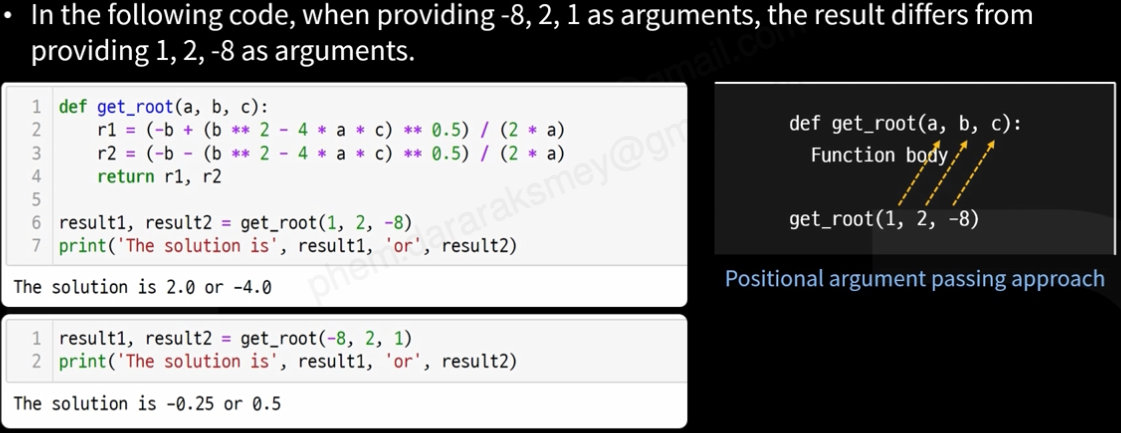 • In the following code, when providing -8, 2, 1 as arguments, the result differs from
providing 1, 2, -8 as arguments.
1 def get_root(a, b, c):
2     r1 = (-b + (b ** 2 - 4 * a * c) ** 0.5) / (2 * a)
3     r2 = (-b - (b ** 2 - 4 * a * c) ** 0.5) / (2 * a)
4     return r1, r2
5
6 result1, result2 = get_root(1, 2, -8)
7 print('The solution is', result1, 'or', result2)
The solution is 2.0 or -4.0
1 result1, result2 = get_root(-8, 2, 1)
2 print('The solution is', result1, 'or', result2)
The solution is -0.25 or 0.5
def get_root(a, b, c):
Function body
get_root(1, 2, -8)
Positional argument passing approach